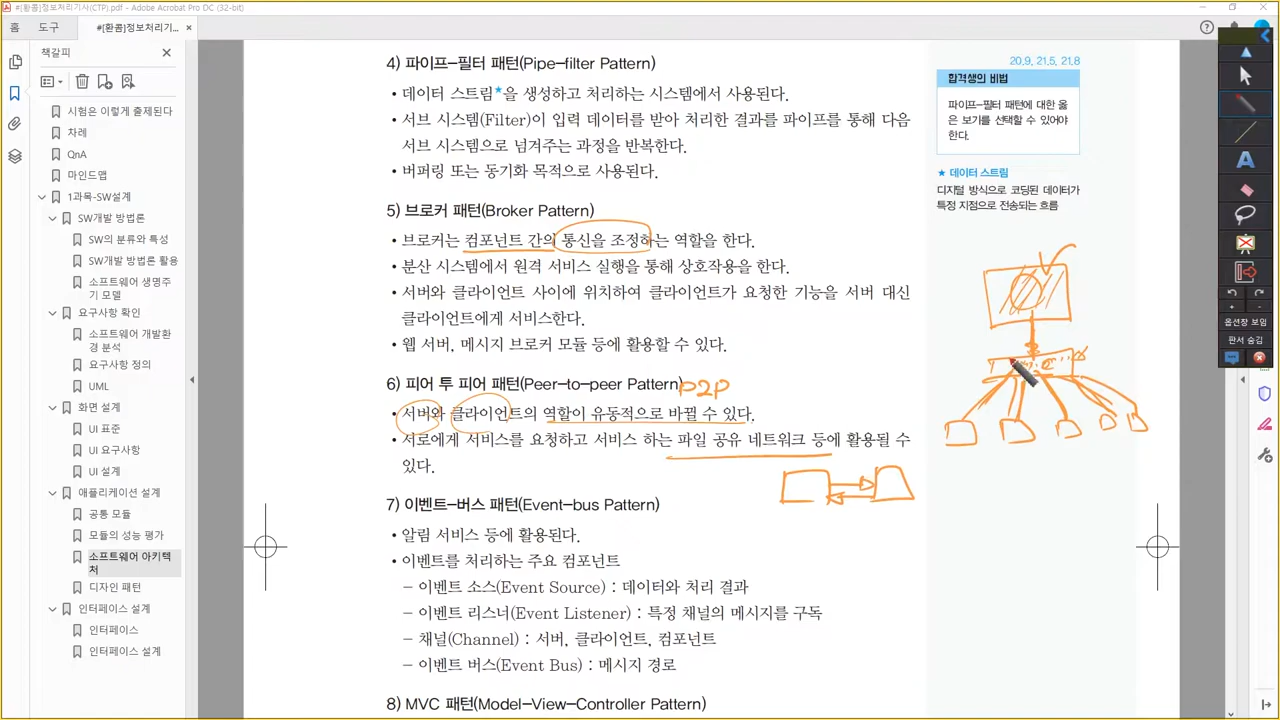 #[환콩]정보처리기사(CTP).pdf - Adobe Acrobat Pro DC (32-bit)
홈
도구
#[환콩]정보처리기...
책갈피
시험은 이렇게 출제된다
차례
QnA
마인드맵
1과목-SW설계
SW개발 방법론
SW의 분류와 특성
SW개발 방법론 활용
소프트웨어 생명주
기 모델
요구사항 확인
소프트웨어 개발환
경 분석
요구사항 정의
UML
화면 설계
UI 표준
UI 요구사항
UI 설계
애플리케이션 설계
공통 모듈
모듈의 성능 평가
소프트웨어 아키텍
처
디자인 패턴
인터페이스 설계
인터페이스
인터페이스 설계
4) 파이프-필터 패턴(Pipe-filter Pattern)
• 데이터 스트림★을 생성하고 처리하는 시스템에서 사용된다.
• 서브 시스템(Filter)이 입력 데이터를 받아 처리한 결과를 파이프를 통해 다음
서브 시스템으로 넘겨주는 과정을 반복한다.
• 버퍼링 또는 동기화 목적으로 사용된다.
5) 브로커 패턴(Broker Pattern)
• 브로커는 컴포넌트 간의 통신을 조정하는 역할을 한다.
• 분산 시스템에서 원격 서비스 실행을 통해 상호작용을 한다.
• 서버와 클라이언트 사이에 위치하여 클라이언트가 요청한 기능을 서버 대신
클라이언트에게 서비스한다.
• 웹 서버, 메시지 브로커 모듈 등에 활용할 수 있다.
6) 피어 투 피어 패턴(Peer-to-peer Pattern)
P2P
• 서버와 클라이언트의 역할이 유동적으로 바뀔 수 있다.
• 서로에게 서비스를 요청하고 서비스 하는 파일 공유 네트워크 등에 활용될 수
있다.
7) 이벤트-버스 패턴(Event-bus Pattern)
• 알림 서비스 등에 활용된다.
• 이벤트를 처리하는 주요 컴포넌트
- 이벤트 소스(Event Source) : 데이터와 처리 결과
- 이벤트 리스너(Event Listener) : 특정 채널의 메시지를 구독
- 채널(Channel) : 서버, 클라이언트, 컴포넌트
- 이벤트 버스(Event Bus) : 메시지 경로
8) MVC 패턴(Model-View-Controller Pattern)
20.9, 21.5, 21.8
합격생의 비법
파이프-필터 패턴에 대한 옳
은 보기를 선택할 수 있어야
한다.
★ 데이터 스트림
디지털 방식으로 코딩된 데이터가
특정 지점으로 전송되는 흐름
옵션장 보임
판서 숨김